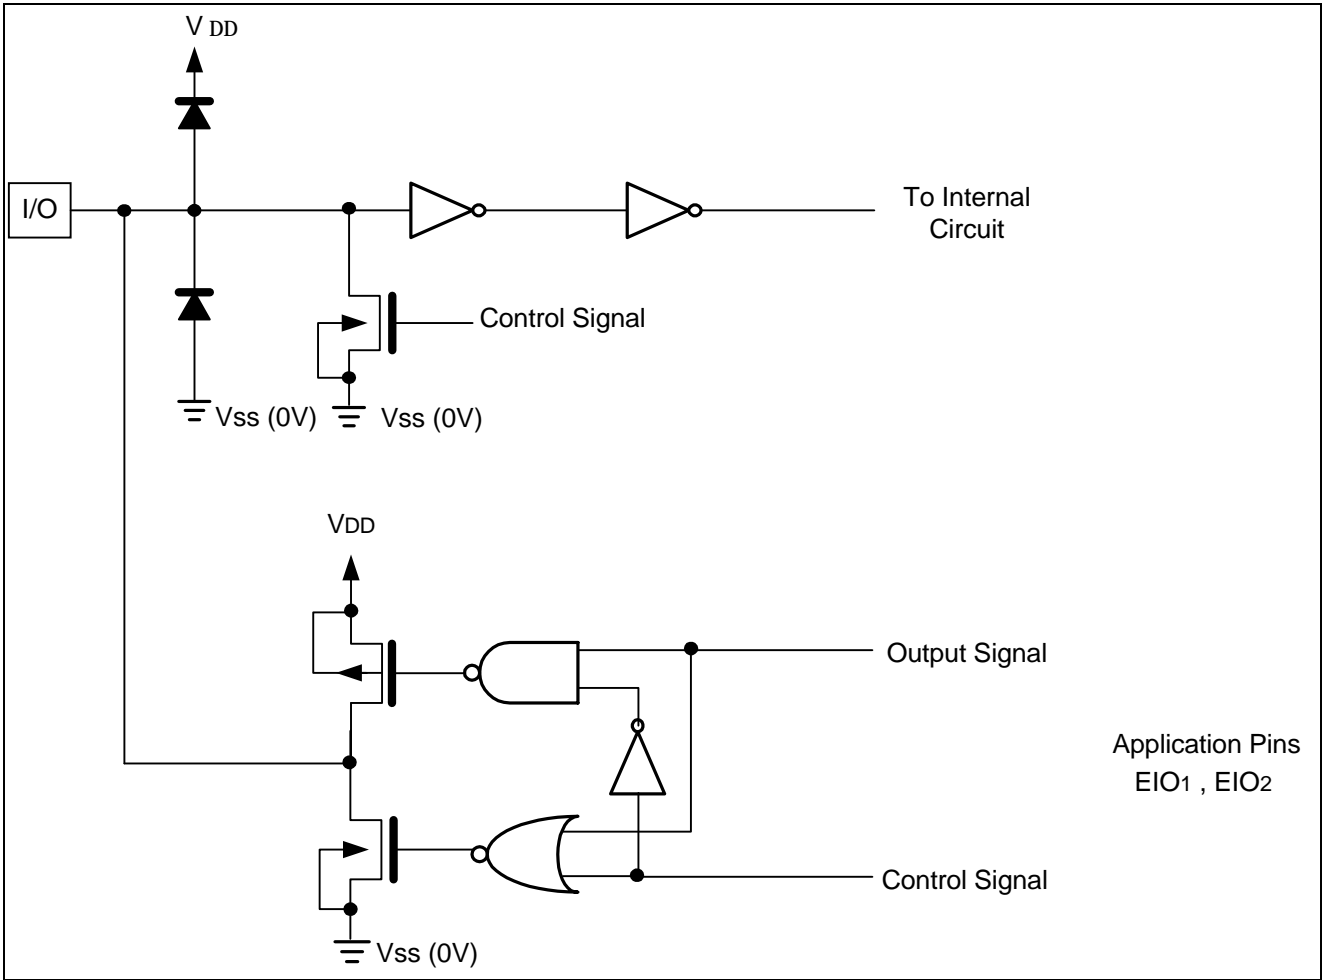 V DD
I/O
To Internal
Circuit
Control Signal
Vss (0V)
Vss (0V)
VDD
Output Signal
Application Pins
EIO1 , EIO2
Control Signal
Vss (0V)